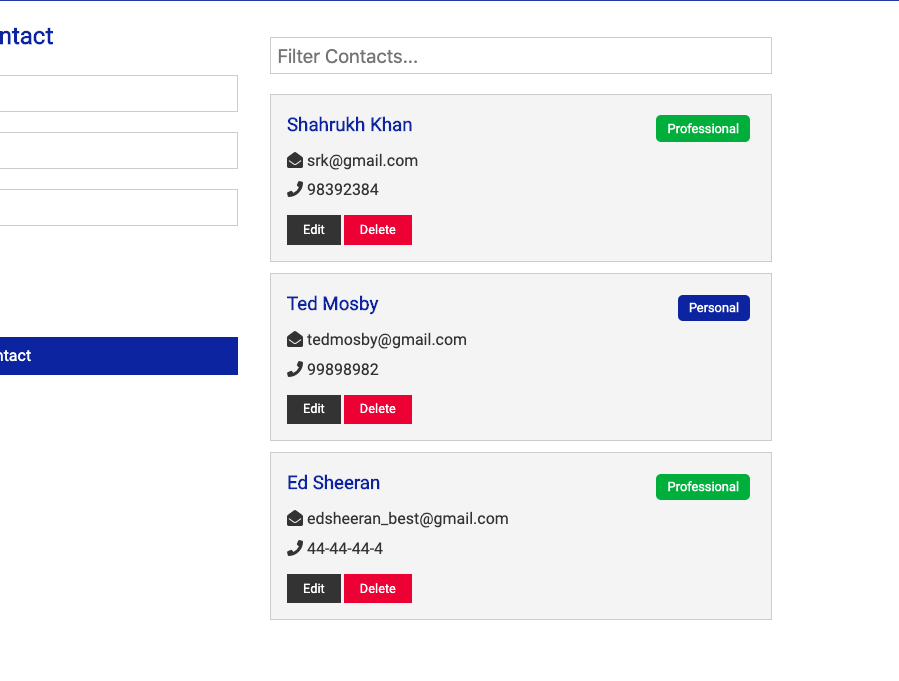 ntact
ntact
Filter Contacts...
Shahrukh Khan
Professional
srk@gmail.com
98392384
Edit Delete
Ted Mosby
Personal
tedmosby@gmail.com
99898982
Edit Delete
Ed Sheeran
Professional
edsheeran_best@gmail.com
44-44-44-4
Edit Delete